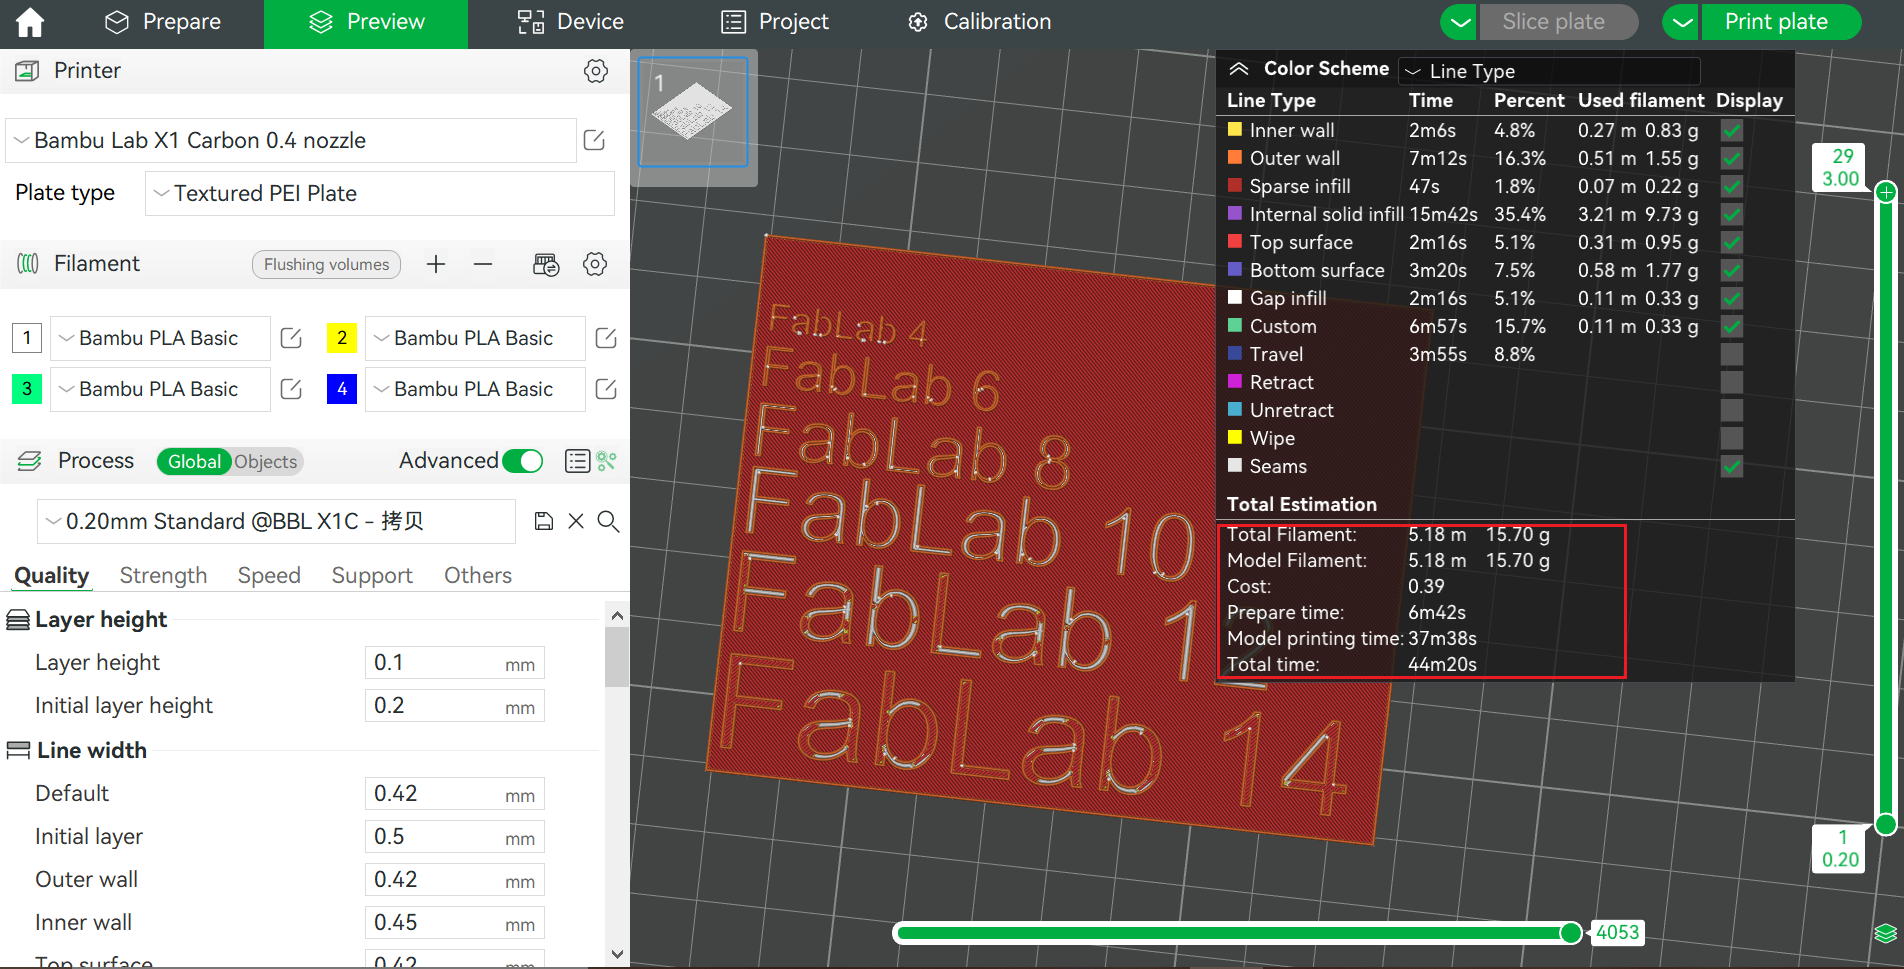 Prepare
Preview
Device
Project
Calibration
Slice plate
Print plate
Printer
Bambu Lab X1 Carbon 0.4 nozzle
Plate type
Textured PEI Plate
Filament
Flushing volumes
1 Bambu PLA Basic
2 Bambu PLA Basic
3 Bambu PLA Basic
4 Bambu PLA Basic
Process
Global
Objects
Advanced
0.20mm Standard @BBL X1C - 拷贝
Quality
Strength
Speed
Support
Others
Layer height
Layer height 0.1 mm
Initial layer height 0.2 mm
Line width
Default 0.42 mm
Initial layer 0.5 mm
Outer wall 0.42 mm
Inner wall 0.45 mm
Top surface 0.42 mm
1
FabLab 4
FabLab 6
FabLab 8
FabLab 10
FabLab 12
FabLab 14
Color Scheme Line Type
Line Type Time Percent Used filament Display
Inner wall 2m6s 4.8% 0.27 m 0.83 g
Outer wall 7m12s 16.3% 0.51 m 1.55 g
Sparse infill 47s 1.8% 0.07 m 0.22 g
Internal solid infill 15m42s 35.4% 3.21 m 9.73 g
Top surface 2m16s 5.1% 0.31 m 0.95 g
Bottom surface 3m20s 7.5% 0.58 m 1.77 g
Gap infill 2m16s 5.1% 0.11 m 0.33 g
Custom 6m57s 15.7% 0.11 m 0.33 g
Travel 3m55s 8.8%
Retract
Unretract
Wipe
Seams
Total Estimation
Total Filament: 5.18 m 15.70 g
Model Filament: 5.18 m 15.70 g
Cost: 0.39
Prepare time: 6m42s
Model printing time: 37m38s
Total time: 44m20s
29
3.00
1
0.20
4053